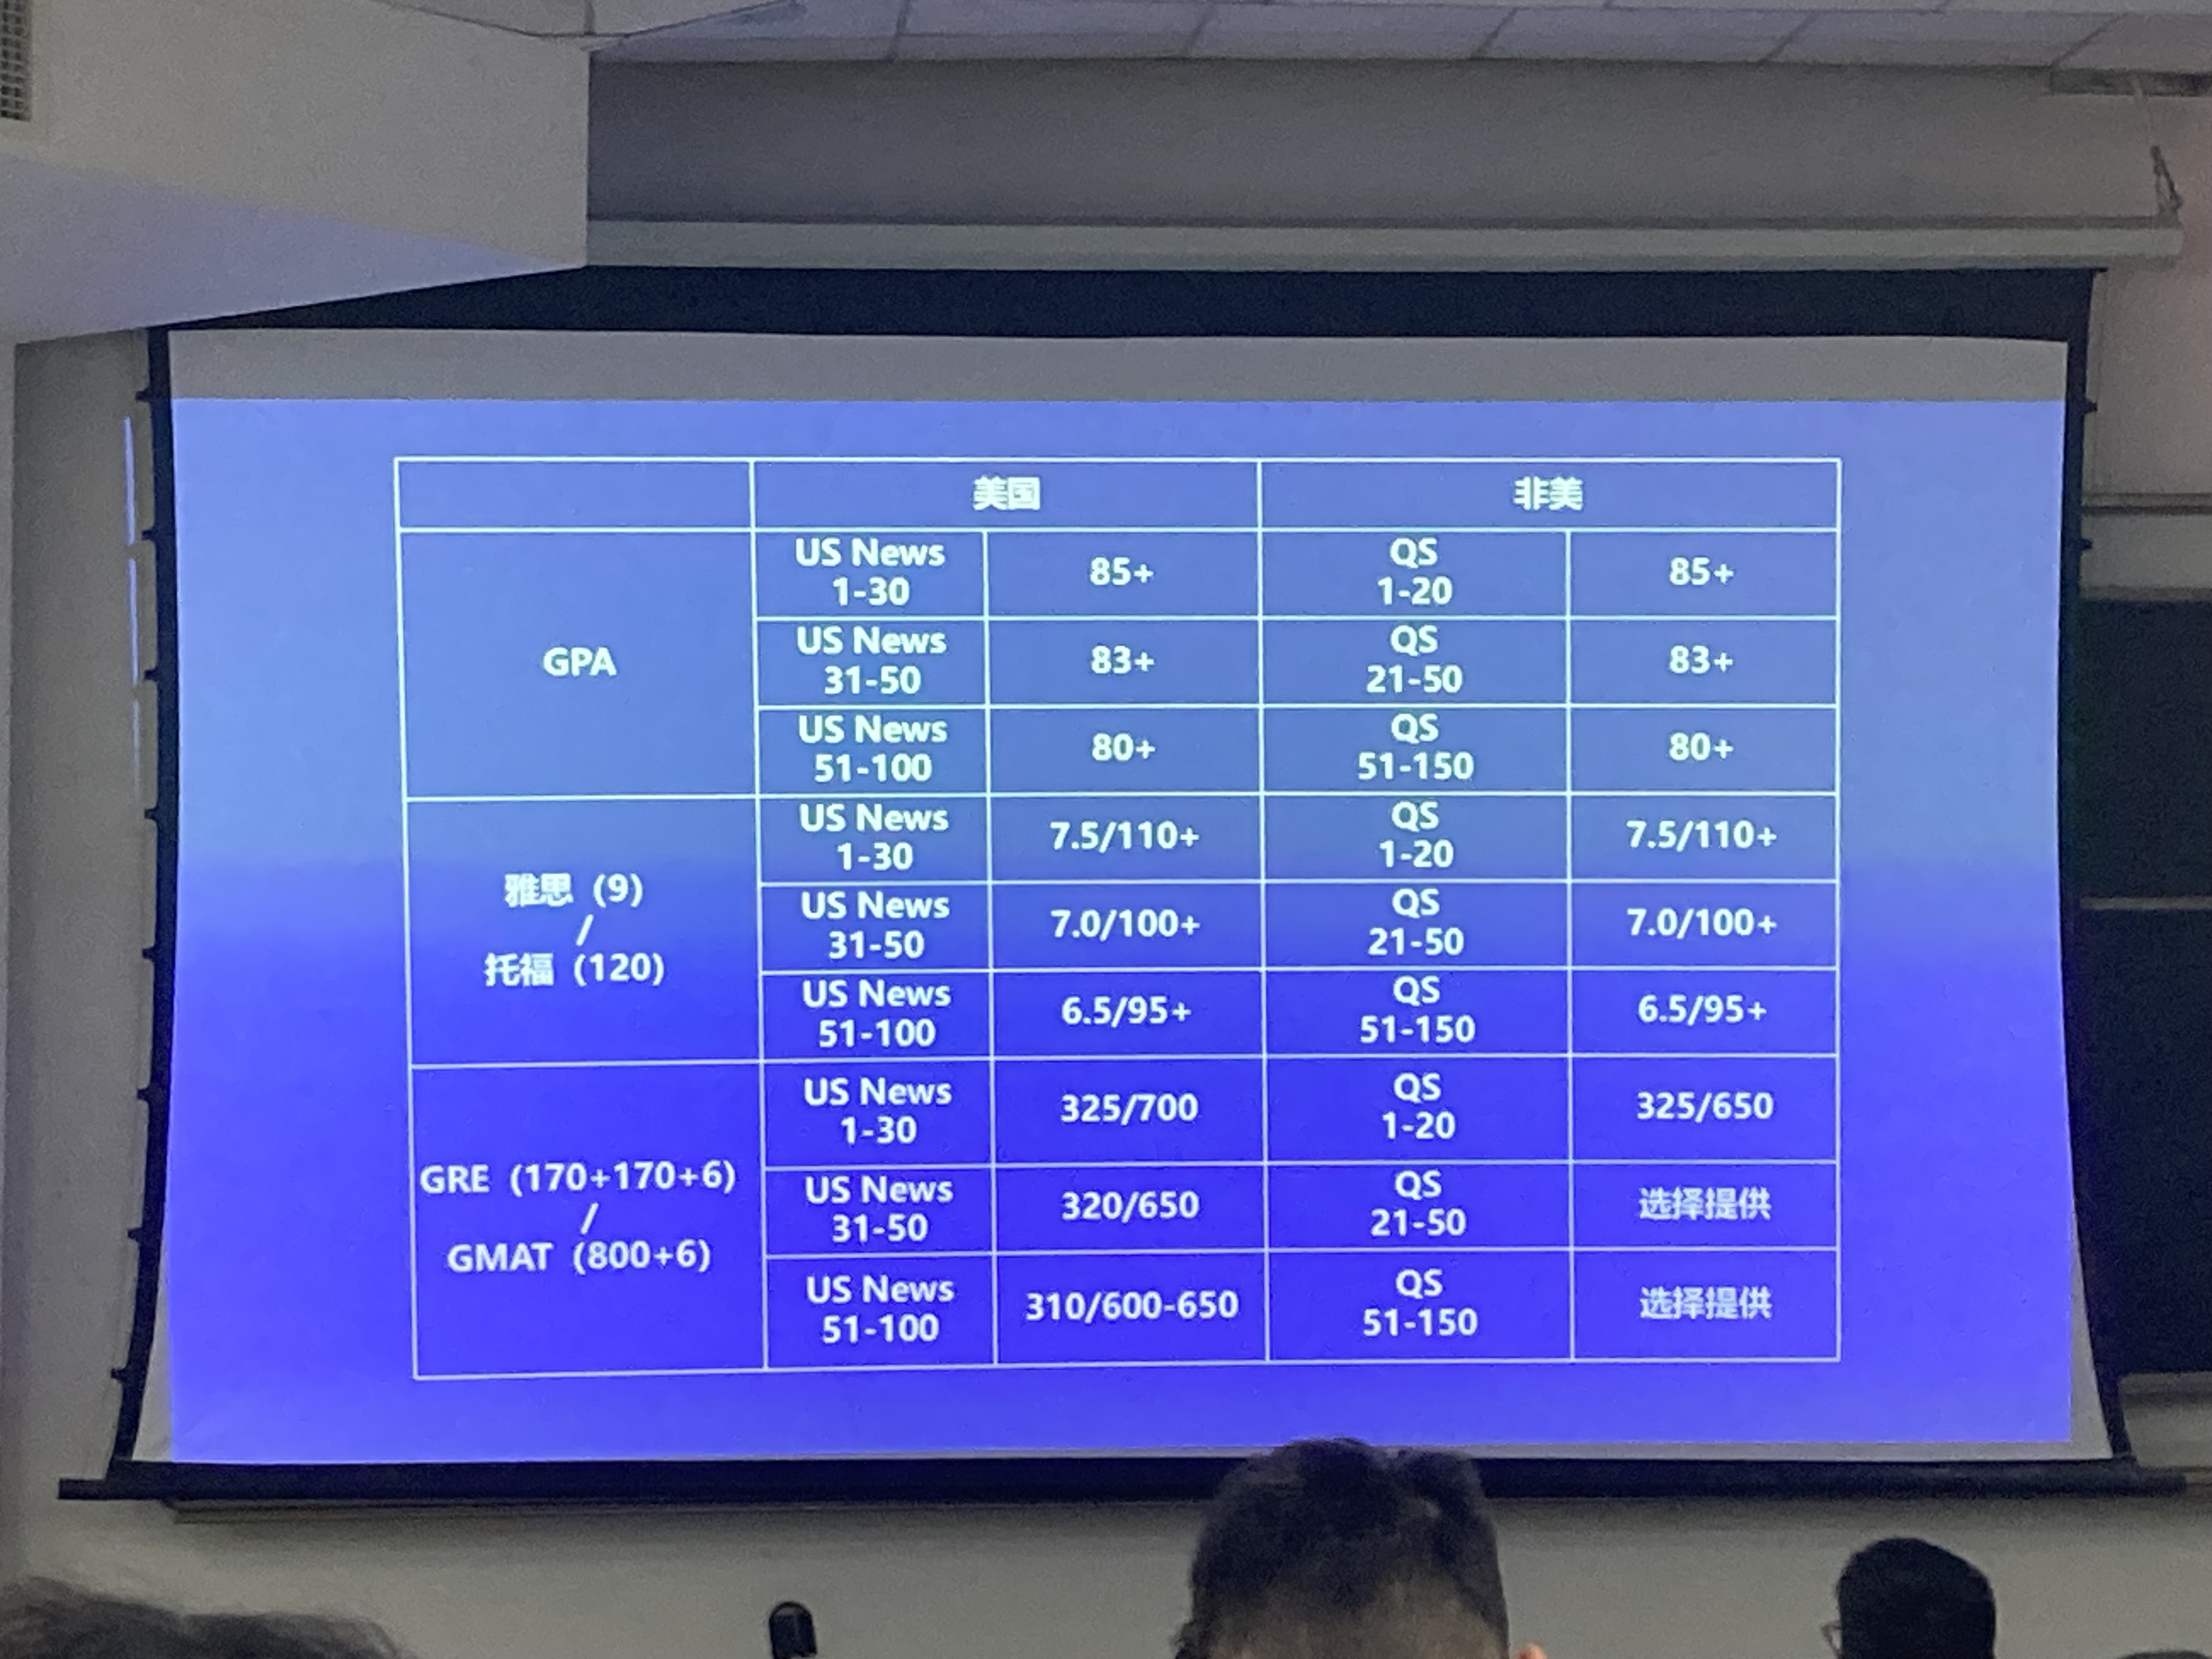 美国 非美
GPA
US News
1-30
85+
QS
1-20
85+
US News
31-50
83+
QS
21-50
83+
US News
51-100
80+
QS
51-150
80+
雅思 (9)
/
托福 (120)
US News
1-30
7.5/110+
QS
1-20
7.5/110+
US News
31-50
7.0/100+
QS
21-50
7.0/100+
US News
51-100
6.5/95+
QS
51-150
6.5/95+
GRE (170+170+6)
/
GMAT (800+6)
US News
1-30
325/700
QS
1-20
325/650
US News
31-50
320/650
QS
21-50
选择提供
US News
51-100
310/600-650
QS
51-150
选择提供